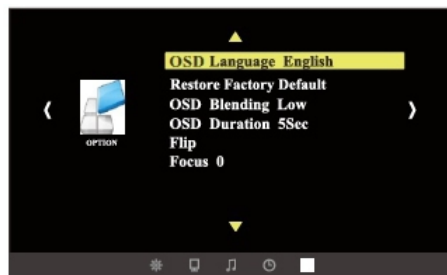 OSD Language English
Restore Factory Default
OSD Blending Low
OSD Duration 5Sec
Flip
Focus 0
OPTION